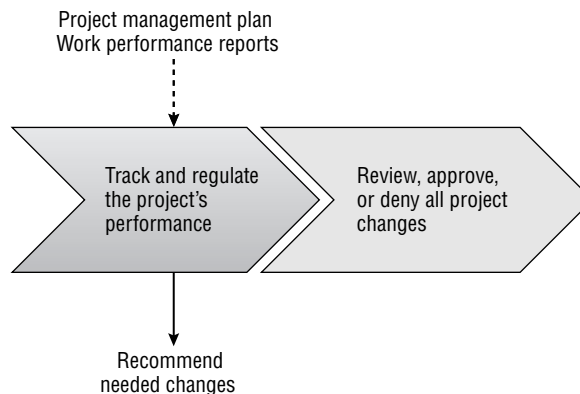 Project management plan
Work performance reports
Track and regulate
the project’s
performance
Review, approve,
or deny all project
changes
Recommend
needed changes